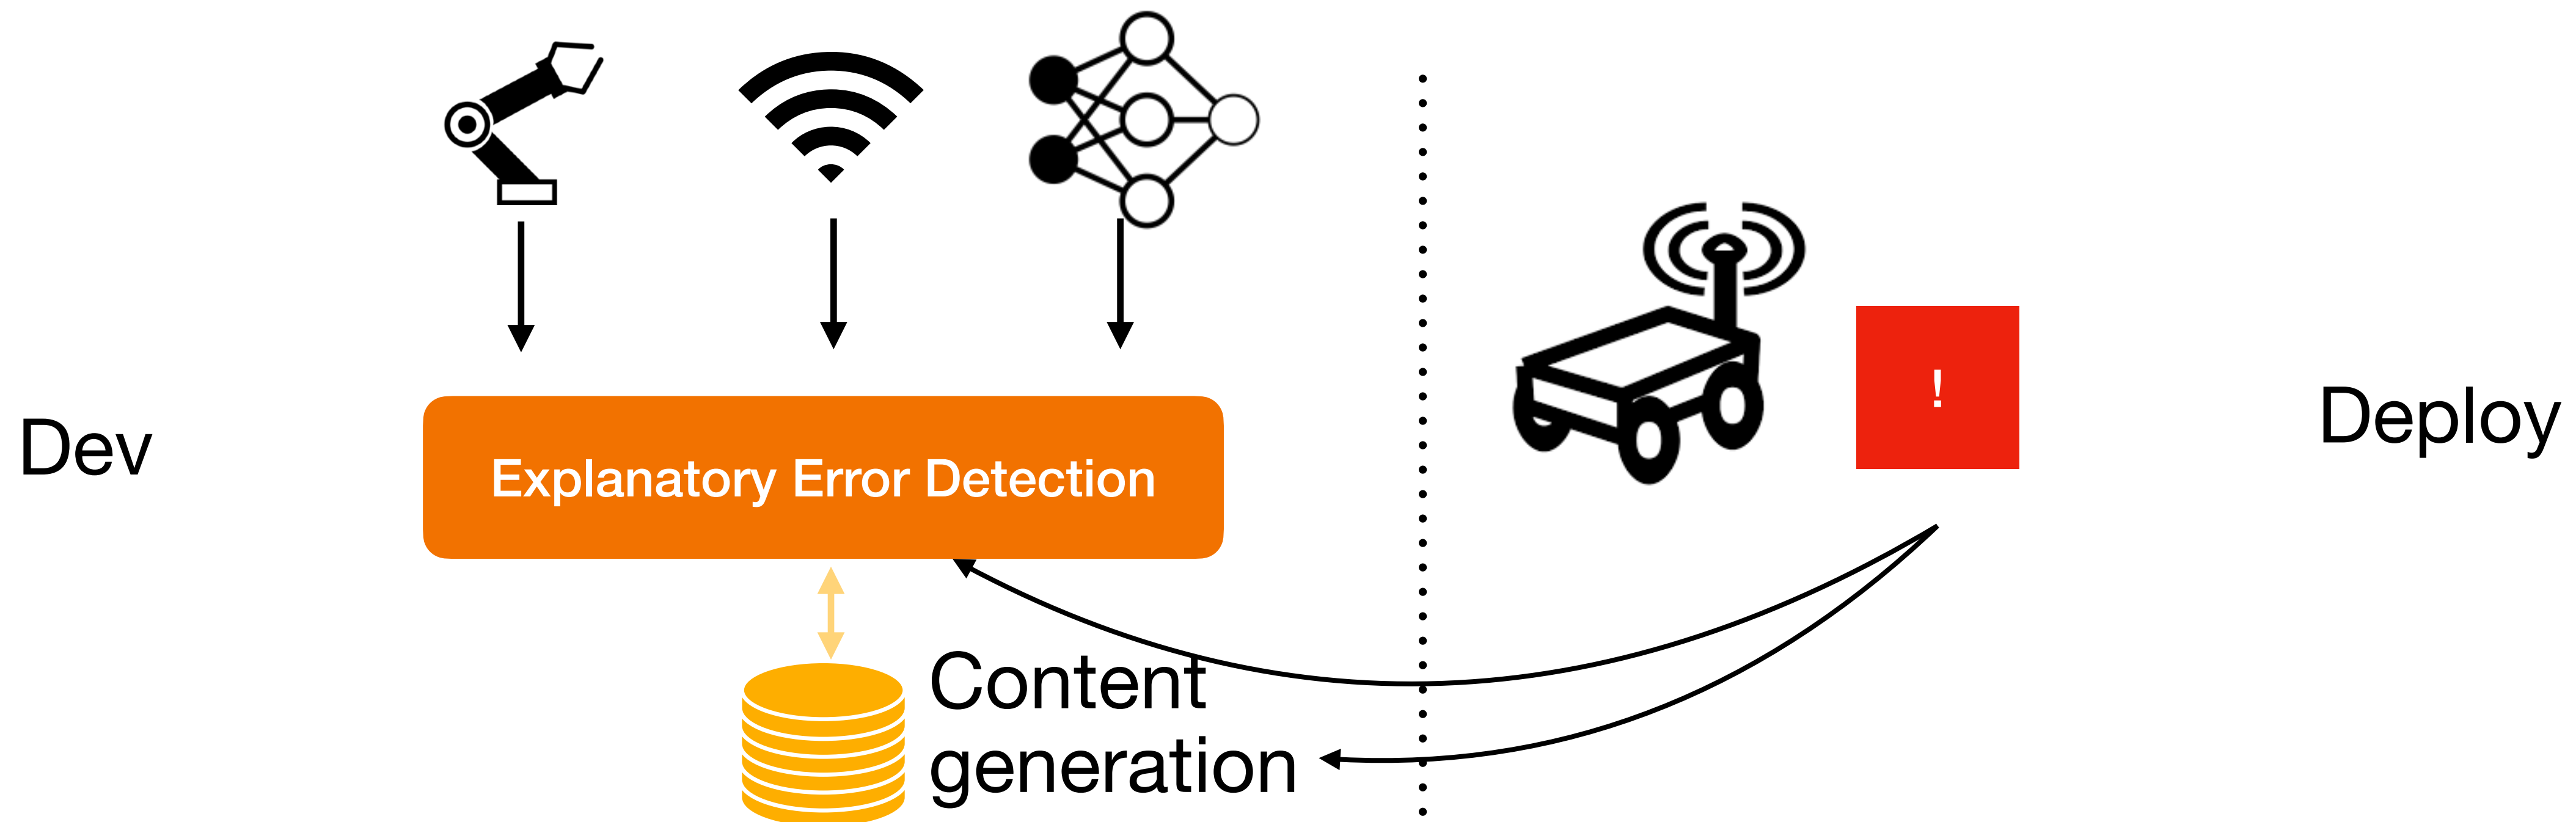 Dev
Explanatory Error Detection
Content
generation
!
Deploy